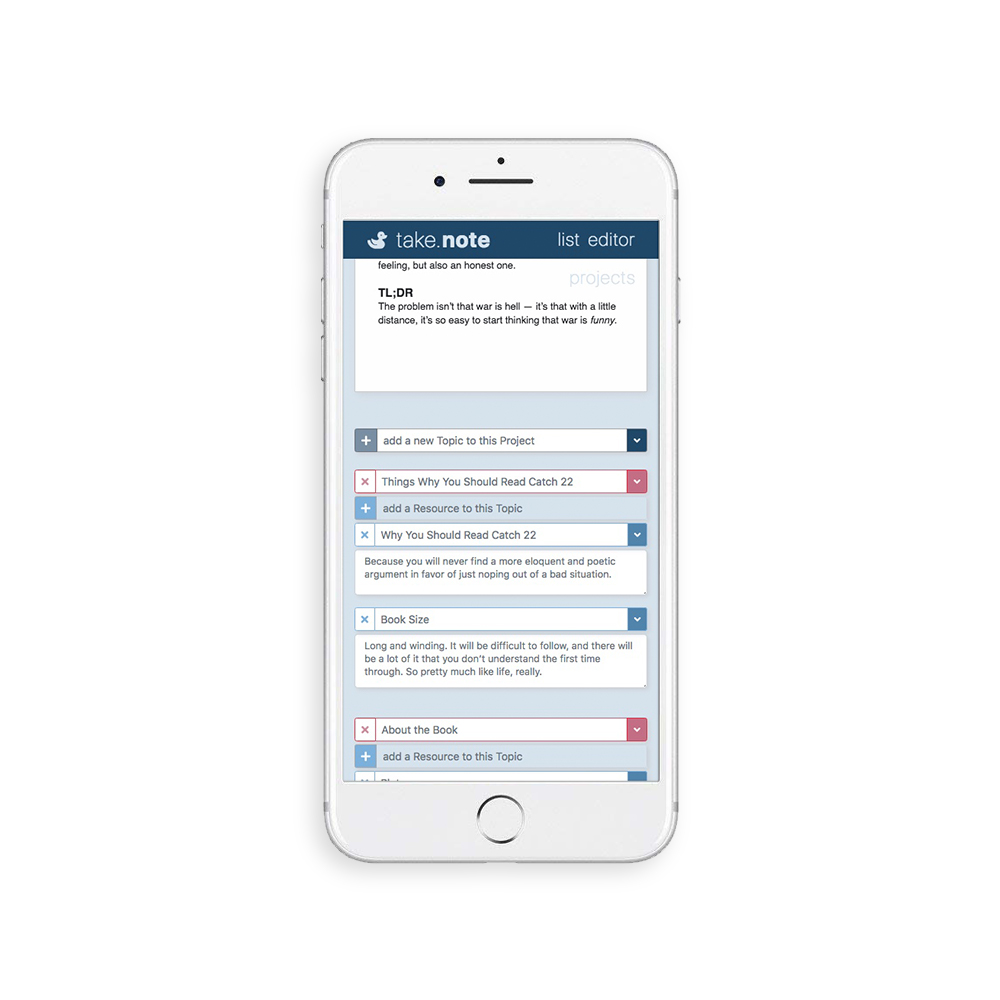 take.note list editor
feeling, but also an honest one.
projects
TL;DR
The problem isn't that war is hell — it's that with a little
distance, it's so easy to start thinking that war is funny.
add a new Topic to this Project
Things Why You Should Read Catch 22
add a Resource to this Topic
Why You Should Read Catch 22
Because you will never find a more eloquent and poetic
argument in favor of just noping out of a bad situation.
Book Size
Long and winding. It will be difficult to follow, and there will
be a lot of it that you don't understand the first time
through. So pretty much like life, really.
About the Book
add a Resource to this Topic